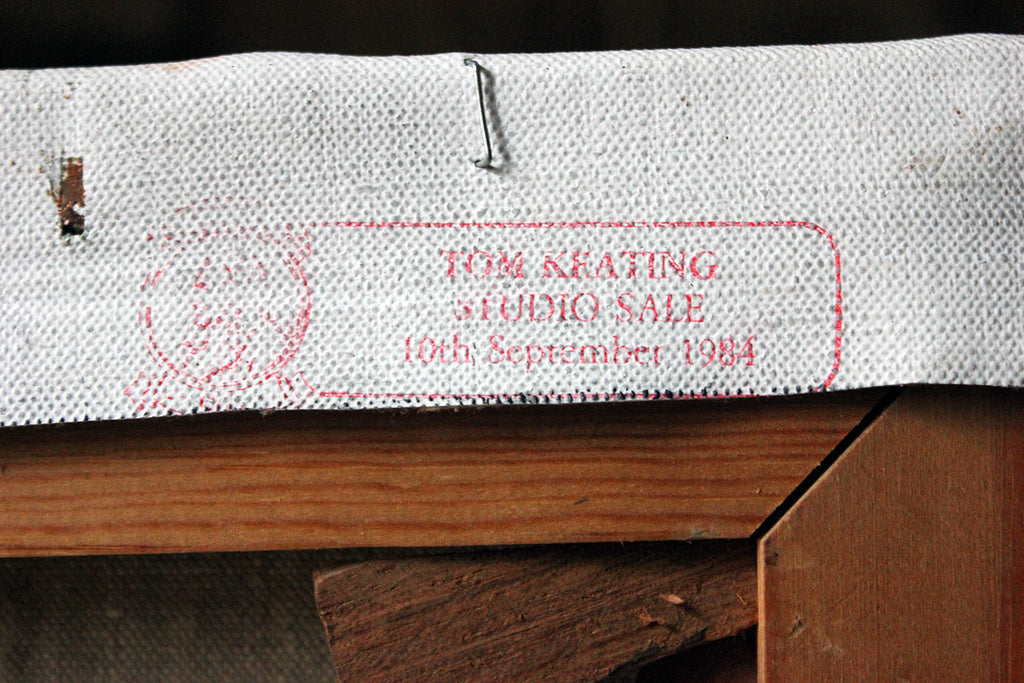 TOM KEATING
STUDIO SALE
10th September 1984